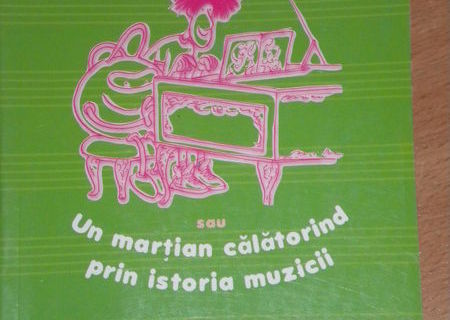 sau
Un marțian călătorind
prin istoria muzicii